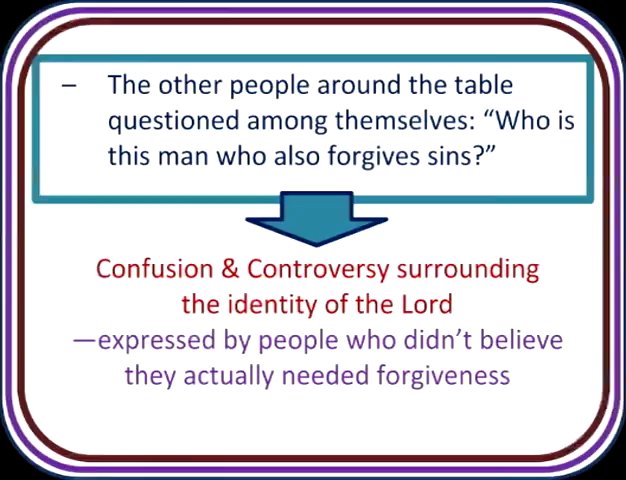 – The other people around the table
questioned among themselves: “Who is
this man who also forgives sins?”
Confusion & Controversy surrounding
the identity of the Lord
—expressed by people who didn’t believe
they actually needed forgiveness